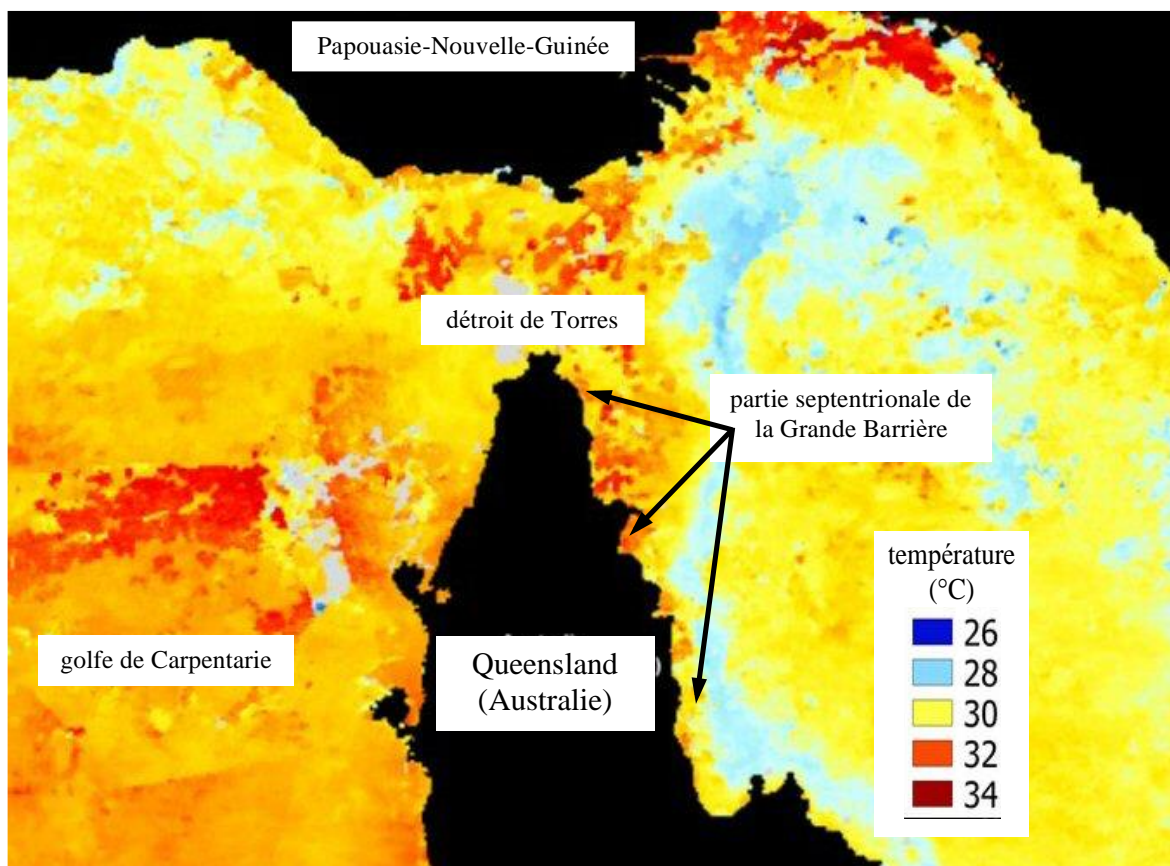 Papouasie-Nouvelle-Guinée
détroit de Torres
partie septentrionale de
la Grande Barrière
température
(°C)
26
28
30
32
34
golfe de Carpentarie
Queensland
(Australie)